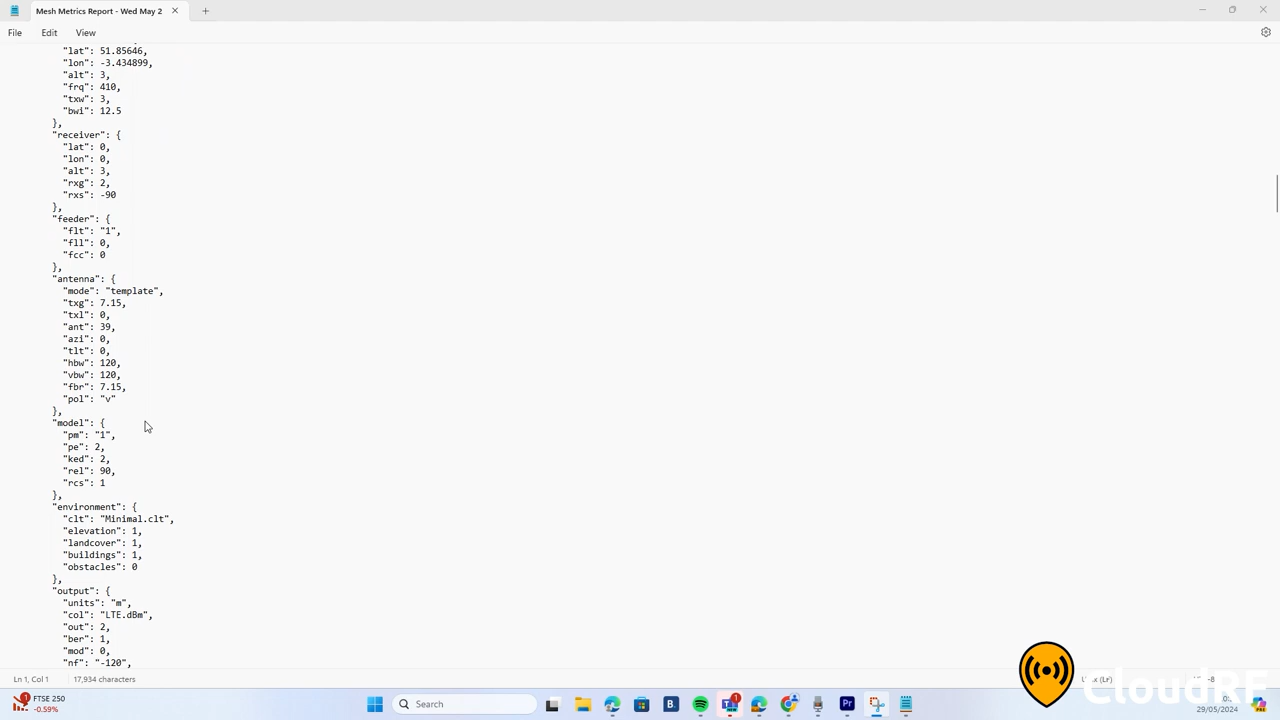 Mesh Metrics Report - Wed May 2
File Edit View
"lat": 51.85646,
"lon": -3.434899,
"alt": 3,
"frq": 410,
"txw": 3,
"bwi": 12.5
},
"receiver": {
"lat": 0,
"lon": 0,
"alt": 3,
"rxg": 2,
"rxs": -90
},
"feeder": {
"flt": "1",
"fll": 0,
"fcc": 0
},
"antenna": {
"mode": "template",
"txg": 7.15,
"txl": 0,
"ant": 39,
"azi": 0,
"tlt": 0,
"hbw": 120,
"vbw": 120,
"fbr": 7.15,
"pol": "v"
},
"model": {
"pm": "1",
"pe": 2,
"ked": 2,
"rel": 90,
"rcs": 1
},
"environment": {
"clt": "Minimal.clt",
"elevation": 1,
"landcover": 1,
"buildings": 1,
"obstacles": 0
},
"output": {
"units": "m",
"col": "LTE.dBm",
"out": 2,
"ber": 1,
"mod": 0,
"nf": "-120",
Ln 1, Col 1 17,934 characters
CloudRF
1 FTSE 250
-0.59%
Search
B.
1
Pr
29/05/2024